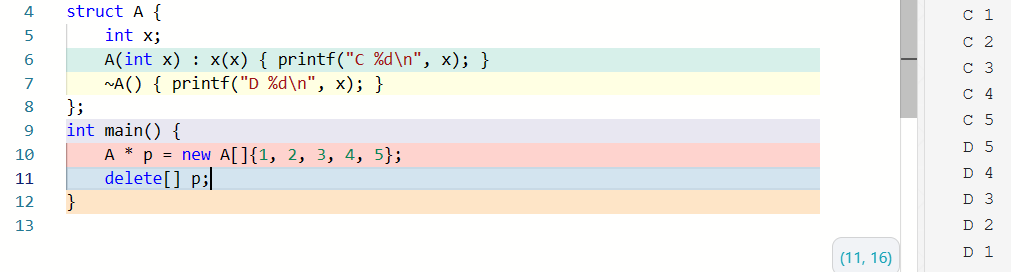 4 struct A {
5     int x;
6     A(int x) : x(x) { printf("C %d\n", x); }
7     ~A() { printf("D %d\n", x); }
8 };
9 int main() {
10     A * p = new A[]{1, 2, 3, 4, 5};
11     delete[] p;
12 }
13
(11, 16)
C 1
C 2
C 3
C 4
C 5
D 5
D 4
D 3
D 2
D 1